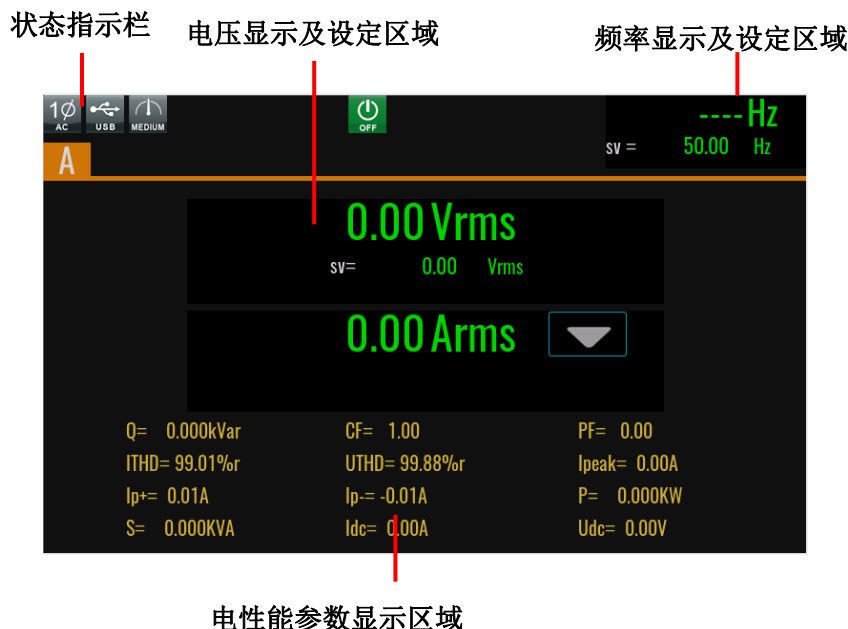 状态指示栏
电压显示及设定区域
频率显示及设定区域
1Ø AC USB MEDIUM OFF ----Hz
sv = 50.00 Hz
A
0.00 Vrms
sv= 0.00 Vrms
0.00 Arms
Q= 0.000kVar CF= 1.00 PF= 0.00
ITHD= 99.01%r UTHD= 99.88%r Ipeak= 0.00A
Ip+= 0.01A Ip-= -0.01A P= 0.000KW
S= 0.000KVA Idc= 0.00A Udc= 0.00V
电性能参数显示区域